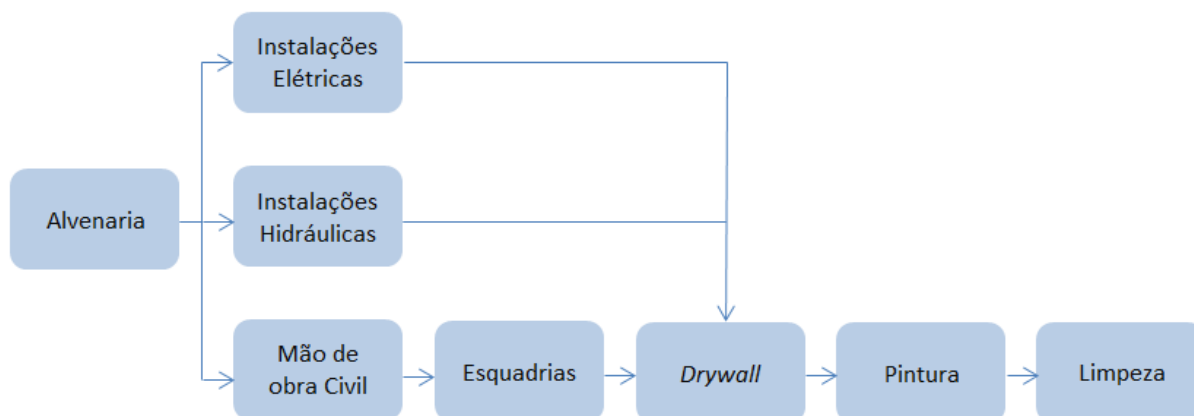 Instalações
Elétricas
Alvenaria
Instalações
Hidráulicas
Mão de
obra Civil
Esquadrias
Drywall
Pintura
Limpeza